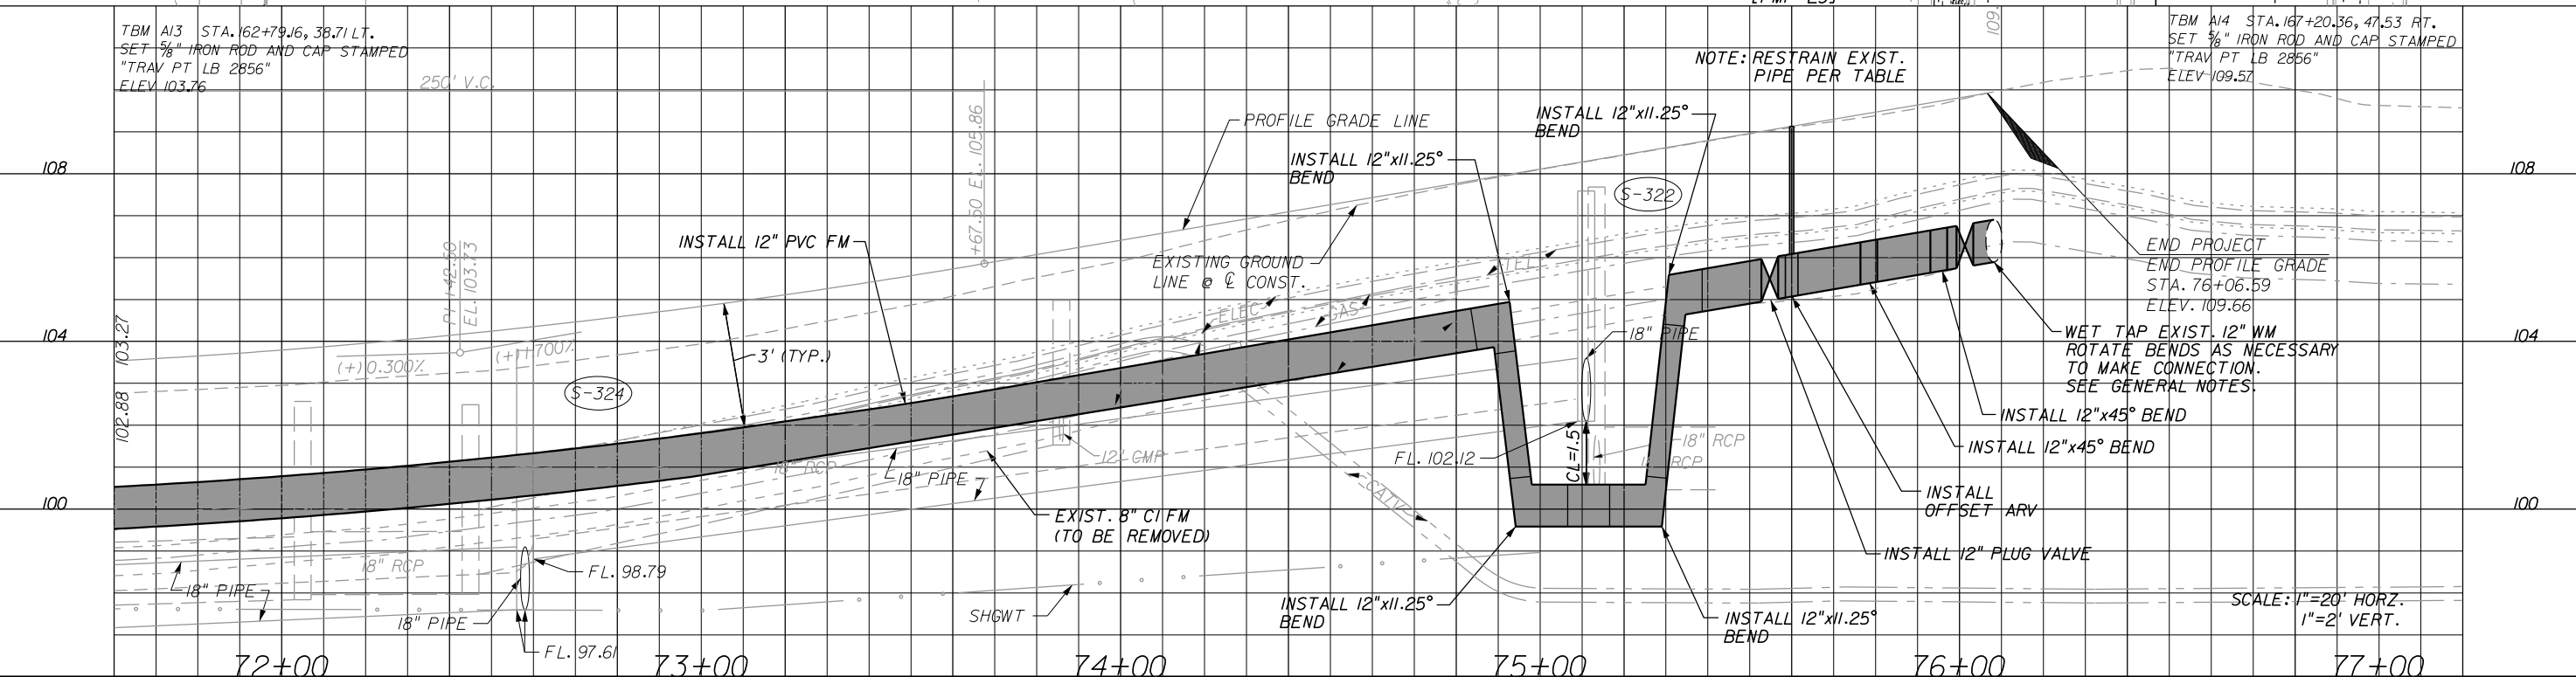 TBM A13 STA. 162+79.16, 38.71 LT.
SET 5/8" IRON ROD AND CAP STAMPED
"TRAV PT LB 2856"
ELEV 103.76
250' V.C.
+67.50 EL. 105.86
PROFILE GRADE LINE
INSTALL 12"x11.25°
BEND
INSTALL 12"x11.25°
BEND
NOTE: RESTRAIN EXIST.
PIPE PER TABLE
109.
TBM A14 STA. 167+20.36, 47.53 RT.
SET 5/8" IRON ROD AND CAP STAMPED
"TRAV PT LB 2856"
ELEV 109.57
108
108
S-322
INSTALL 12" PVC FM
PI +42.50
EL. 103.73
EXISTING GROUND
LINE @ ℄ CONST.
TEL
ELEC
GAS
END PROJECT
END PROFILE GRADE
STA. 76+06.59
ELEV. 109.66
104
104
103.27
102.88
(+)0.300%
(+)1.700%
3' (TYP.)
18" PIPE
WET TAP EXIST. 12" WM
ROTATE BENDS AS NECESSARY
TO MAKE CONNECTION.
SEE GENERAL NOTES.
S-324
INSTALL 12"x45° BEND
INSTALL 12"x45° BEND
18" RCP
18" PIPE
12" CMP
FL. 102.12
CL=1.5'
18" RCP
RCP
CATV
100
100
INSTALL
OFFSET ARV
EXIST. 8" CI FM
(TO BE REMOVED)
INSTALL 12" PLUG VALVE
18" RCP
FL. 98.79
18" PIPE
18" PIPE
SHGWT
INSTALL 12"x11.25°
BEND
INSTALL 12"x11.25°
BEND
SCALE: 1"=20' HORZ.
1"=2' VERT.
FL. 97.61
72+00
73+00
74+00
75+00
76+00
77+00